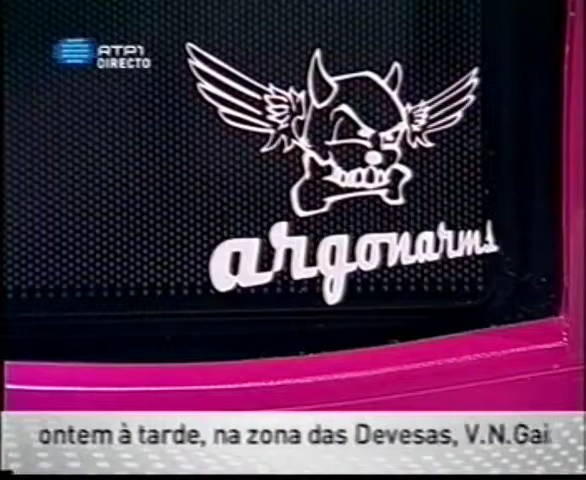 RTP1
DIRECTO
argonarms
ontem à tarde, na zona das Devesas, V.N.Gai